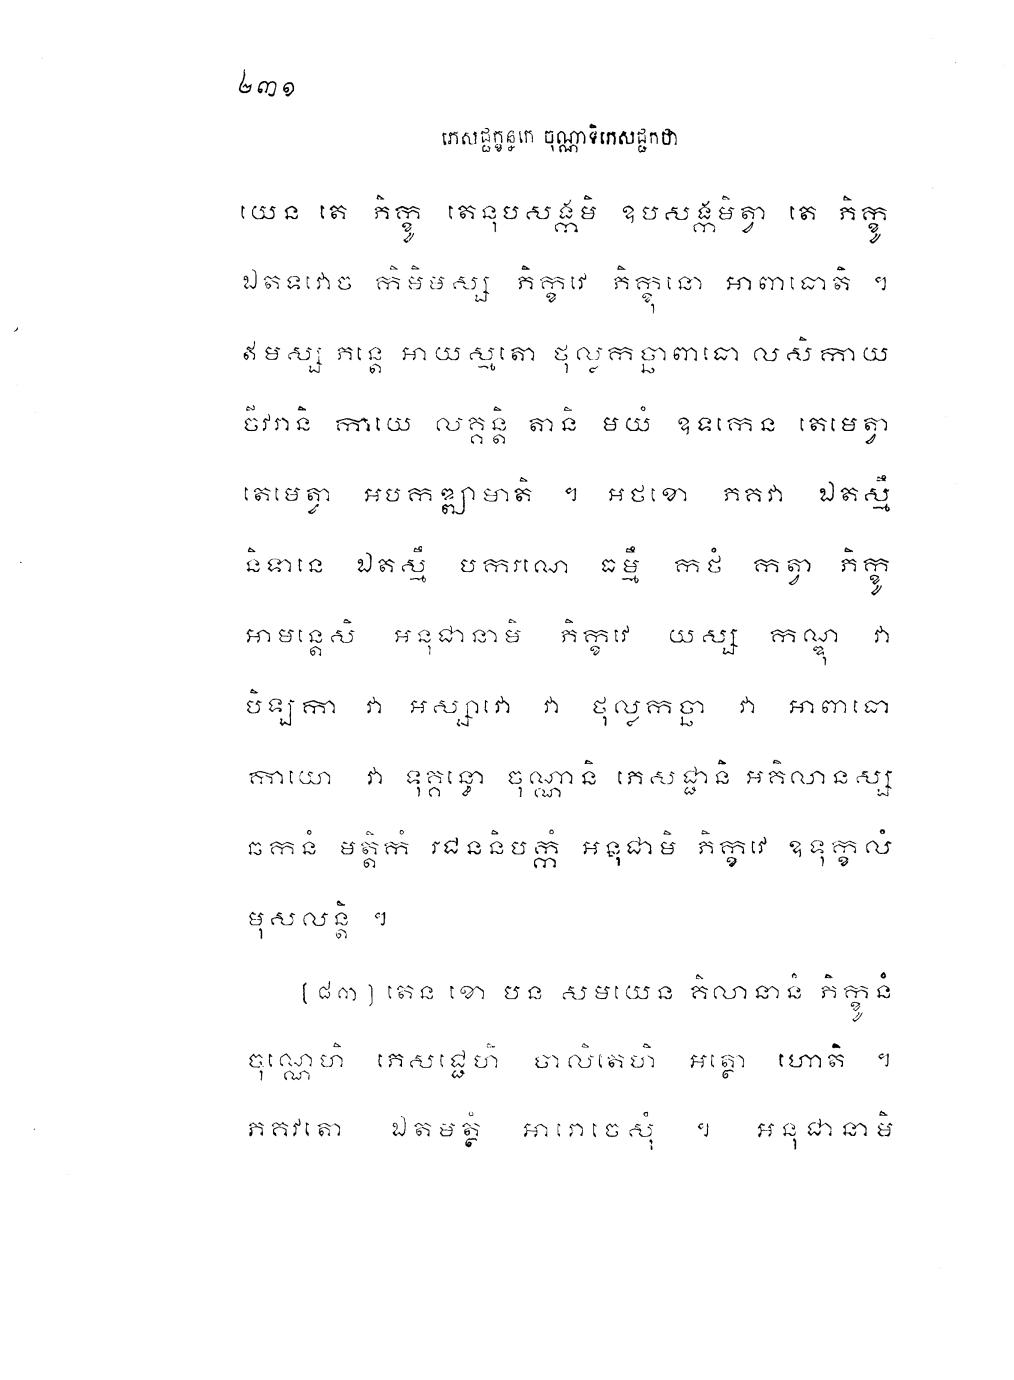 ២៣១
ភេសជ្ជក្ខន្ធកេ ចុណ្ណាទិភេសជ្ជកថា
យេន តេ ភិក្ខូ តេនុបសង្កមិ ឧបសង្កមិត្វា តេ ភិក្ខូ
ឯតទវោច កិំមិមស្ស ភិក្ខវេ ភិក្ខុនោ អាពាធោតិ ។
ឥមស្ស ភន្តេ អាយស្មតោ ថុល្លកច្ឆាពាធោ លសិកាយ
ចីវរានិ កាយេ លគ្គន្តិ តានិ មយំ ឧទកេន តេមេត្វា
តេមេត្វា អបកឌ្ឍាមាតិ ។ អថខោ ភគវា ឯតស្មឹ
និទានេ ឯតស្មឹ បករណេ ធម្មឹ កថំ កត្វា ភិក្ខូ
អាមន្តេសិ អនុជានាមិ ភិក្ខវេ យស្ស កណ្ឌុ វា
បិឡកា វា អស្សាវោ វា ថុល្លកច្ឆា វា អាពាធោ
កាយោ វា ទុគ្គន្ធោ ចុណ្ណានិ ភេសជ្ជានិ អគិលានស្ស
ឆកនំ មត្តិកំ រជននិបក្កំ អនុជាមិ ភិក្ខវេ ឧទុក្ខលំ
មុសលន្តិ ។
[៨៣] តេន ខោ បន សមយេន គិលានានំ ភិក្ខូនំ
ចុណ្ណេហិ ភេសជ្ជេហិ ចាលិតេហិ អត្ថោ ហោតិ ។
ភគវតោ ឯតមត្ថំ អារោចេសុំ ។ អនុជានាមិ